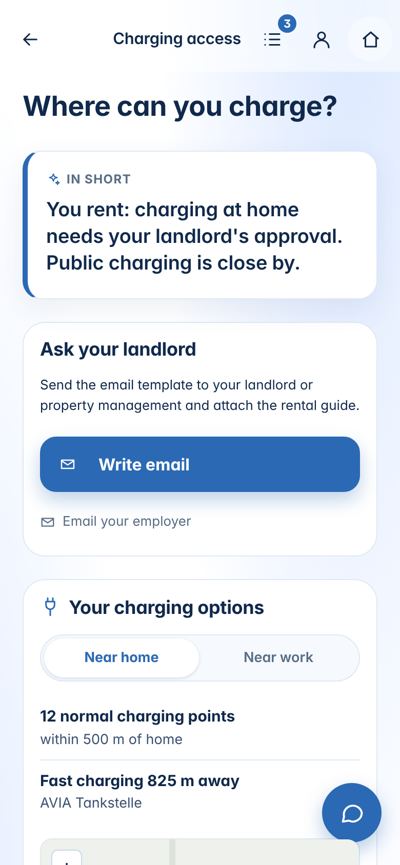 Charging access
3
Where can you charge?
IN SHORT
You rent: charging at home
needs your landlord's approval.
Public charging is close by.
Ask your landlord
Send the email template to your landlord or
property management and attach the rental guide.
Write email
Email your employer
Your charging options
Near home
Near work
12 normal charging points
within 500 m of home
Fast charging 825 m away
AVIA Tankstelle